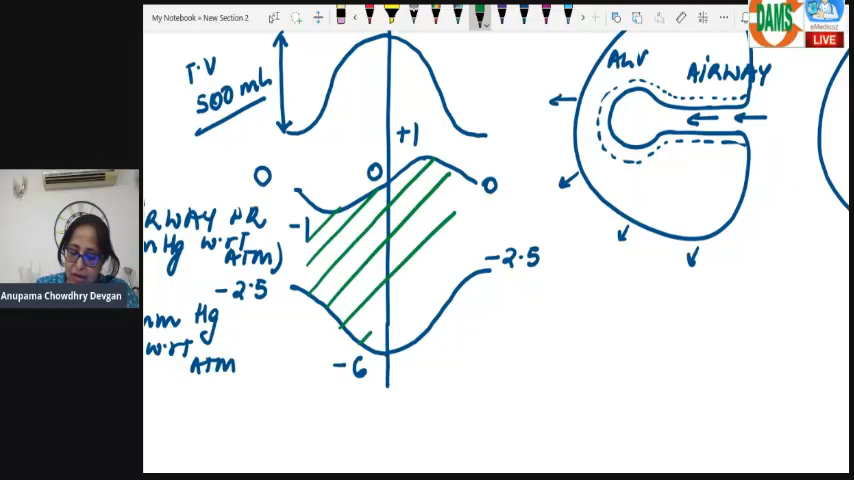 My Notebook > New Section 2
DAMS
eMedicoz
LIVE
T.V
500 ml
ALV
AIRWAY
+1
0
0
0
-1
RWAY PR
m Hg w.r.t
ATM)
-2.5
-2.5
mm Hg
w.r.t
ATM
-6
Anupama Chowdhry Devgan